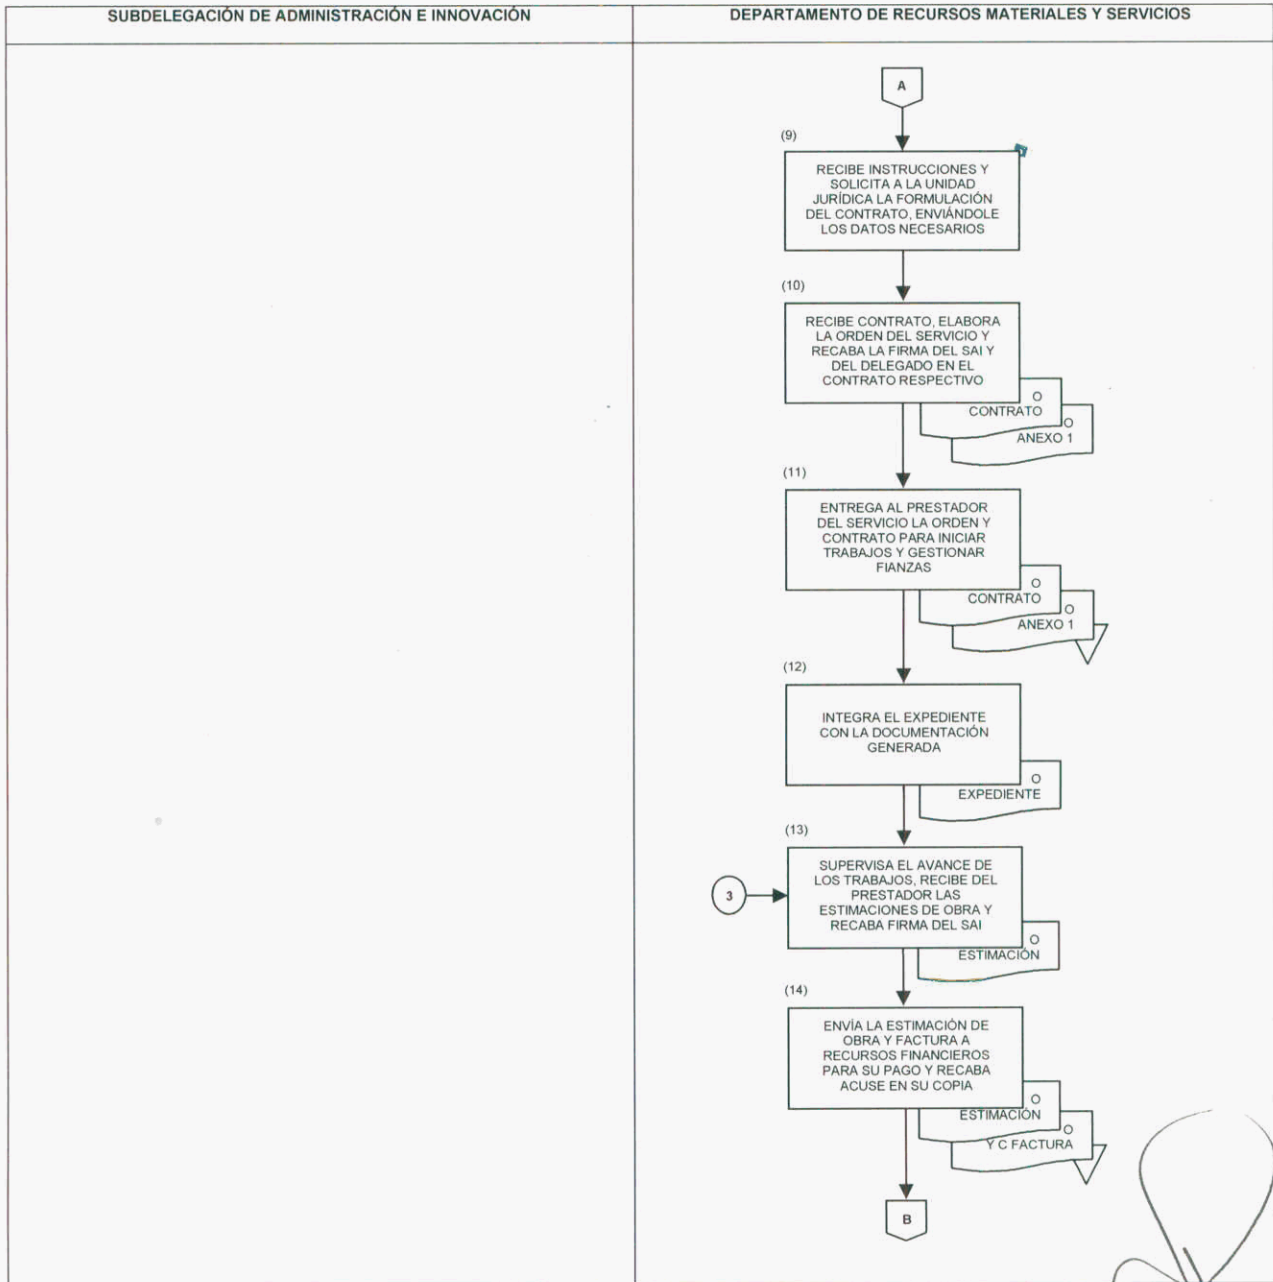 SUBDELEGACIÓN DE ADMINISTRACIÓN E INNOVACIÓN
DEPARTAMENTO DE RECURSOS MATERIALES Y SERVICIOS
A
(9)
RECIBE INSTRUCCIONES Y
SOLICITA A LA UNIDAD
JURÍDICA LA FORMULACIÓN
DEL CONTRATO, ENVIÁNDOLE
LOS DATOS NECESARIOS
(10)
RECIBE CONTRATO, ELABORA
LA ORDEN DEL SERVICIO Y
RECABA LA FIRMA DEL SAI Y
DEL DELEGADO EN EL
CONTRATO RESPECTIVO
O
CONTRATO
O
ANEXO 1
(11)
ENTREGA AL PRESTADOR
DEL SERVICIO LA ORDEN Y
CONTRATO PARA INICIAR
TRABAJOS Y GESTIONAR
FIANZAS
O
CONTRATO
O
ANEXO 1
(12)
INTEGRA EL EXPEDIENTE
CON LA DOCUMENTACIÓN
GENERADA
O
EXPEDIENTE
(13)
SUPERVISA EL AVANCE DE
LOS TRABAJOS, RECIBE DEL
PRESTADOR LAS
ESTIMACIONES DE OBRA Y
RECABA FIRMA DEL SAI
3
O
ESTIMACIÓN
(14)
ENVÍA LA ESTIMACIÓN DE
OBRA Y FACTURA A
RECURSOS FINANCIEROS
PARA SU PAGO Y RECABA
ACUSE EN SU COPIA
O
ESTIMACIÓN
O
Y C FACTURA
B